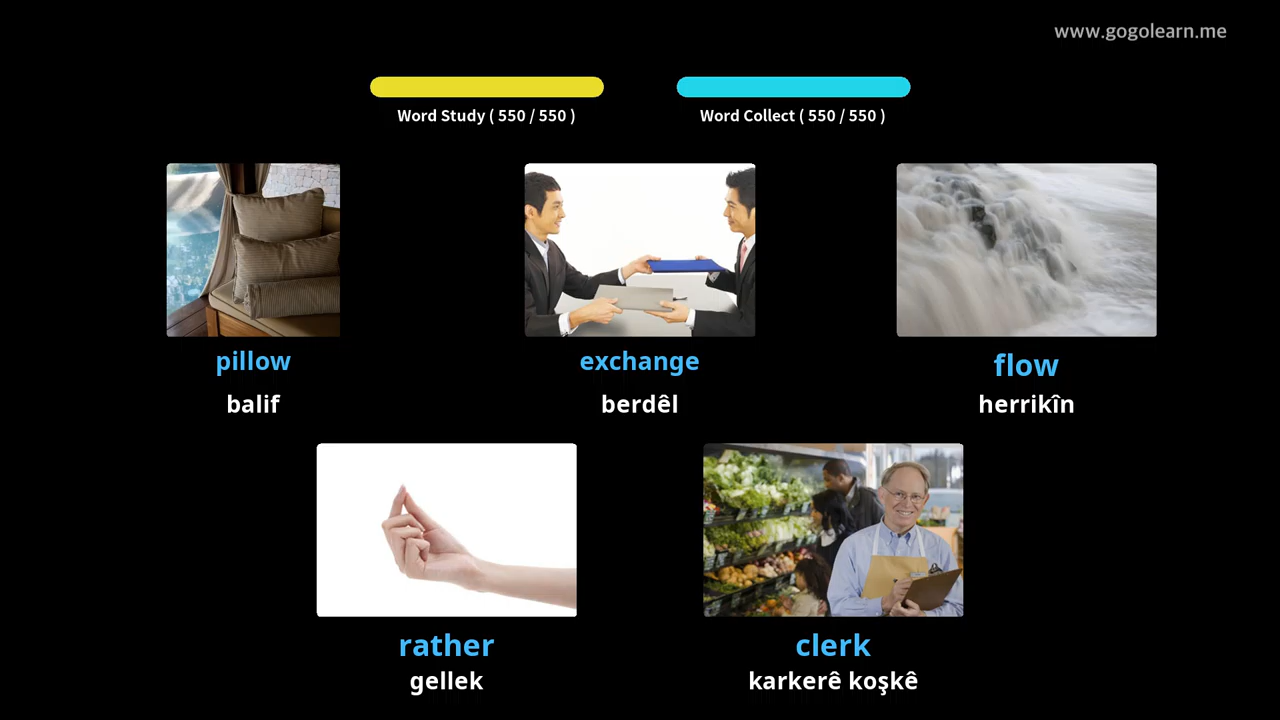 www.gogolearn.me
Word Study ( 550 / 550 )
Word Collect ( 550 / 550 )
pillow
balif
exchange
berdêl
flow
herrikîn
rather
gellek
clerk
karkerê koşkê